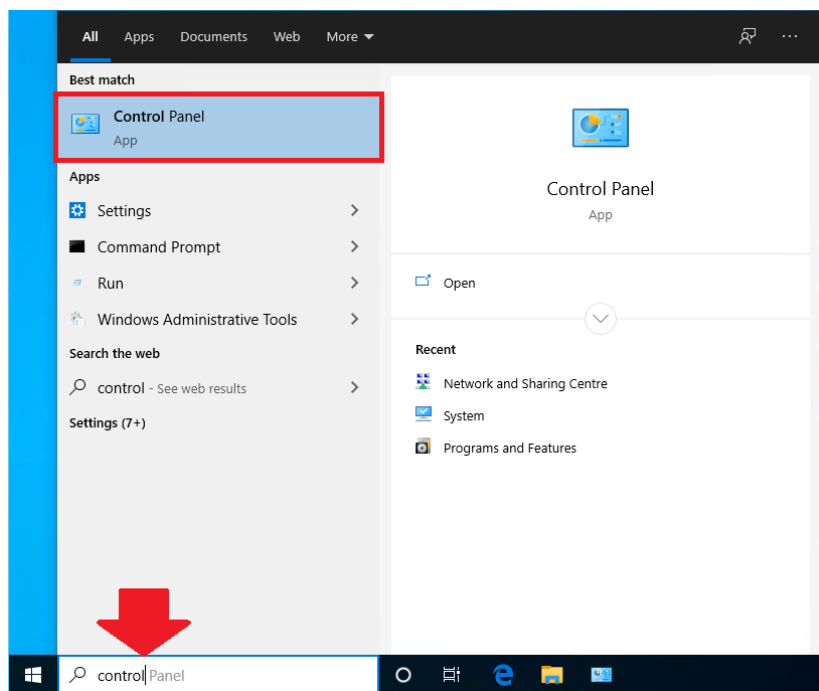 All Apps Documents Web More
Best match
Control Panel
App
Apps
Settings
Command Prompt
Run
Windows Administrative Tools
Search the web
control - See web results
Settings (7+)
Control Panel
App
Open
Recent
Network and Sharing Centre
System
Programs and Features
control Panel